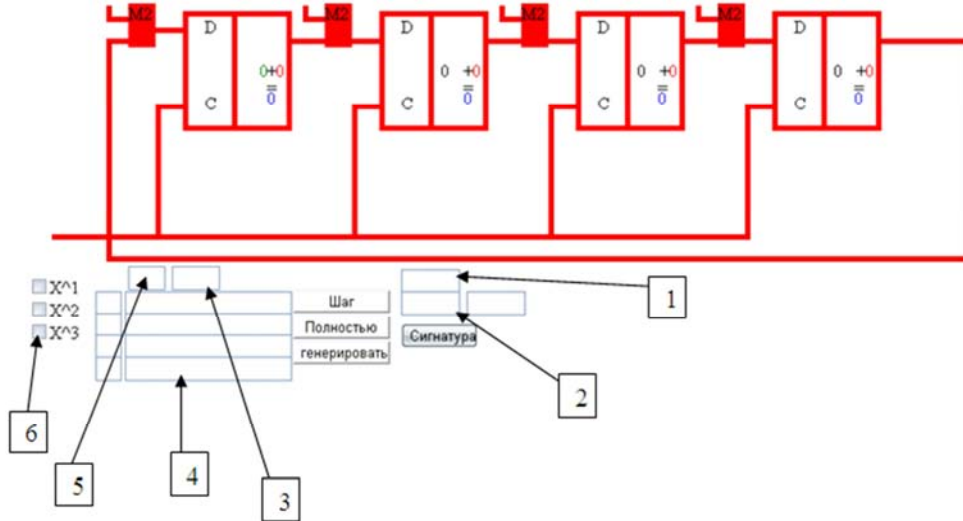 M2 M2 M2 M2
D D D D
0+0 0 +0 0 +0 0 +0
= = = =
0 0 0 0
C C C C
X^1
X^2
X^3
Шаг
Полностью
генерировать
Сигнатура
1
2
6
5
4
3